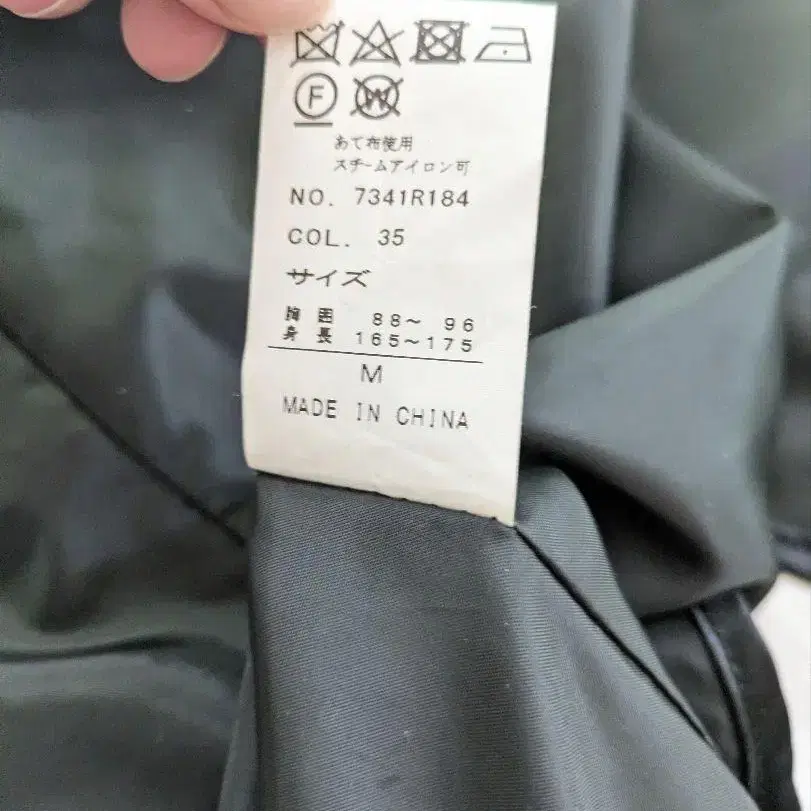 F W
あて布使用
スチームアイロン可
NO. 7341R184
COL. 35
サイズ
胸 囲 88～ 96
身 長 165～175
M
MADE IN CHINA